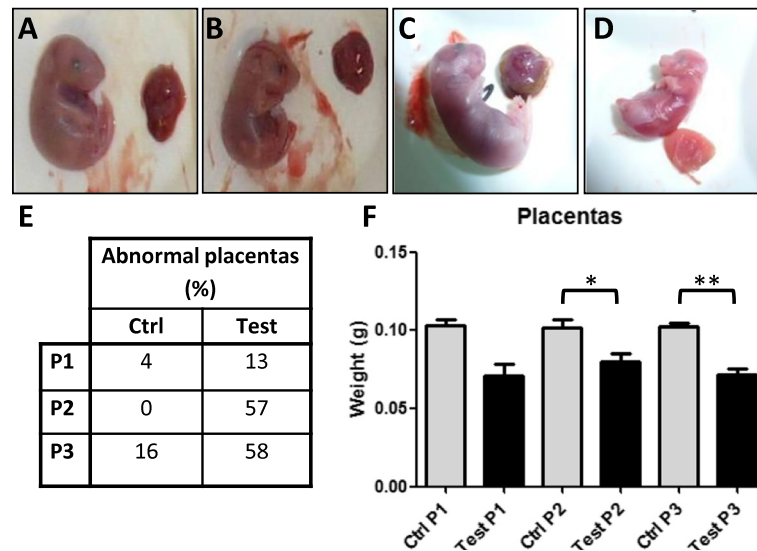 A
B
C
D
E
Abnormal placentas
(%)
Ctrl Test
P1 4 13
P2 0 57
P3 16 58
F
Placentas
Weight (g)
0.15
0.10
0.05
0.00
* **
Ctrl P1 Test P1 Ctrl P2 Test P2 Ctrl P3 Test P3